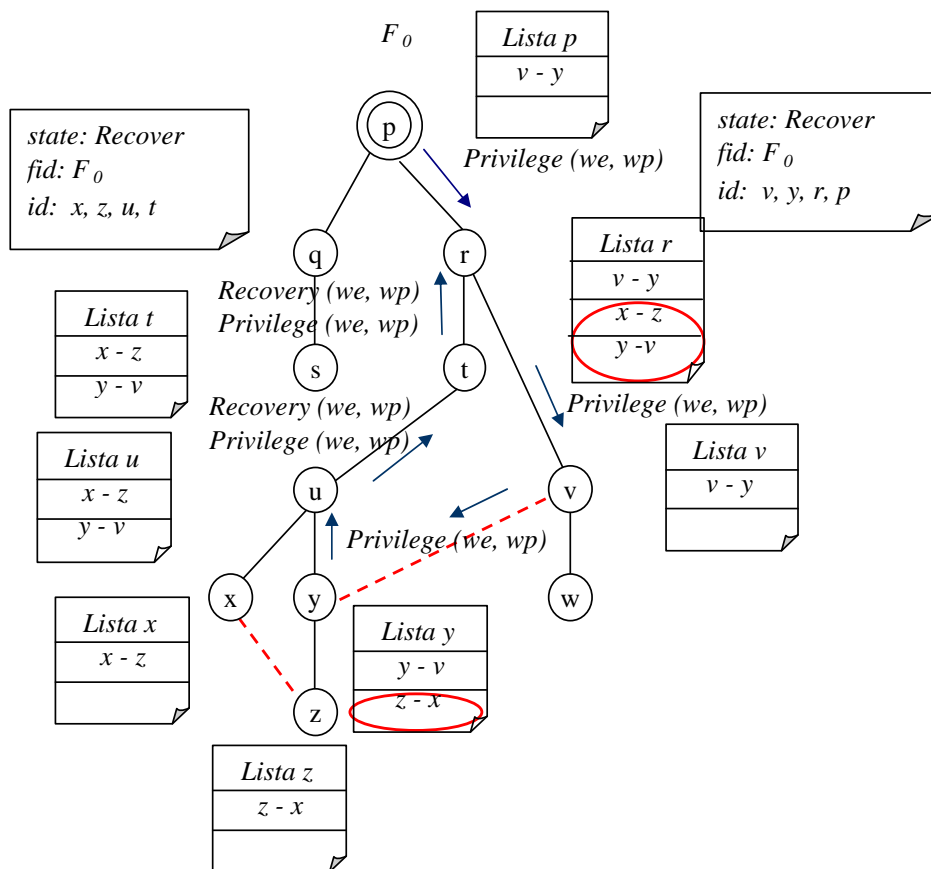 F 0
Lista p
v - y
p
state: Recover
fid: F 0
id: x, z, u, t
Privilege (we, wp)
state: Recover
fid: F 0
id: v, y, r, p
q
r
Lista r
v - y
x - z
y -v
Recovery (we, wp)
Privilege (we, wp)
Lista t
x - z
y - v
s
t
Recovery (we, wp)
Privilege (we, wp)
Privilege (we, wp)
Lista u
x - z
y - v
u
v
Lista v
v - y
Privilege (we, wp)
x
y
w
Lista x
x - z
Lista y
y - v
z - x
z
Lista z
z - x